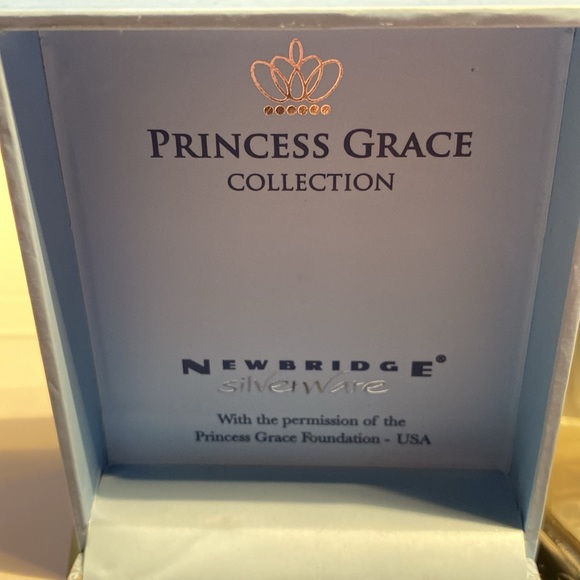 PRINCESS GRACE
COLLECTION
NEWBRIDGE®
silverware
With the permission of the
Princess Grace Foundation - USA